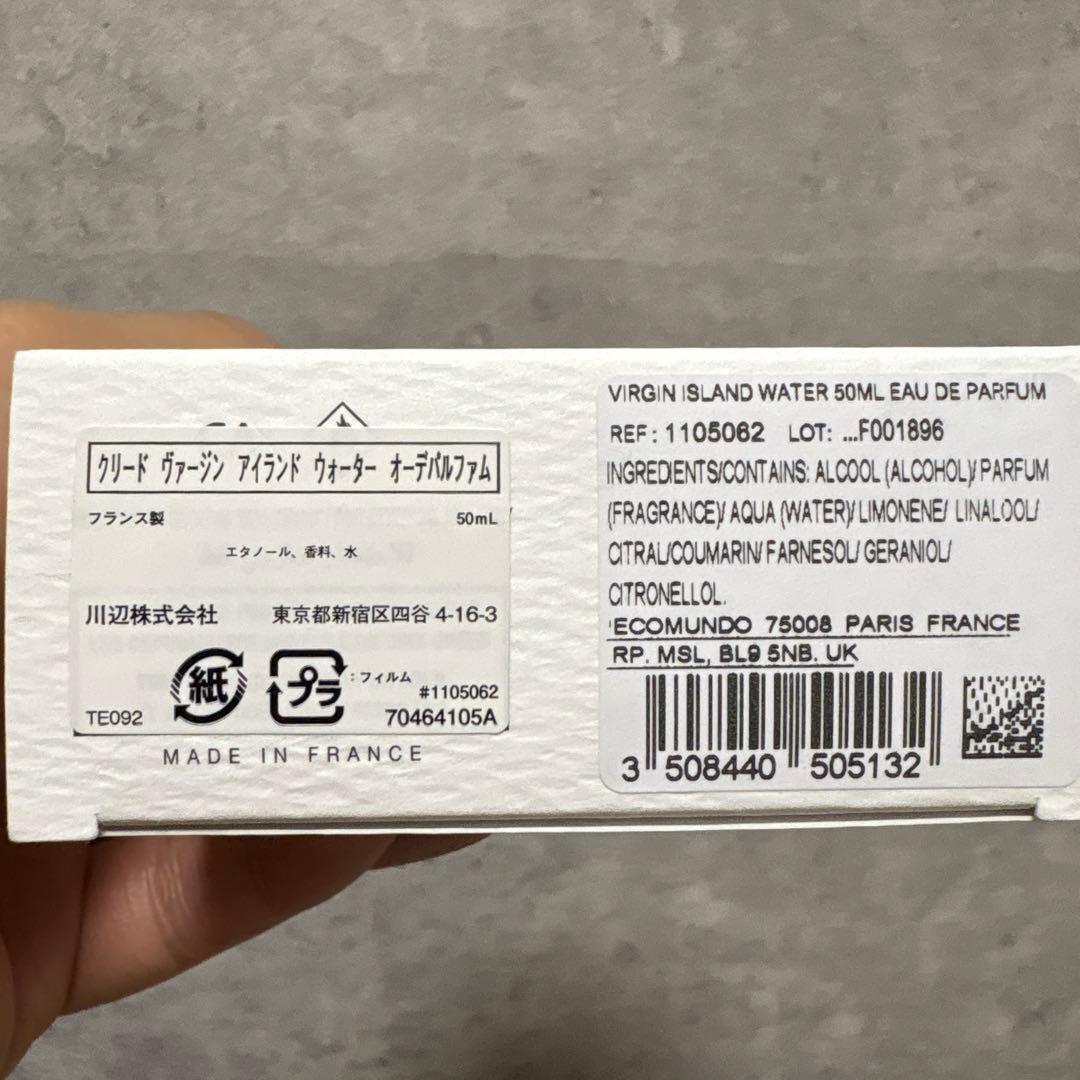 クリード ヴァージン アイランド ウォーター オーデパルファム
フランス製 50mL
エタノール、香料、水
川辺株式会社 東京都新宿区四谷 4-16-3
紙 プラ :フィルム
#1105062
TE092 70464105A
MADE IN FRANCE
VIRGIN ISLAND WATER 50ML EAU DE PARFUM
REF: 1105062 LOT: ...F001896
INGREDIENTS/CONTAINS: ALCOOL (ALCOHOL)/ PARFUM
(FRAGRANCE)/ AQUA (WATER)/ LIMONENE/ LINALOOL/
CITRAL/COUMARIN/ FARNESOL/ GERANIOL/
CITRONELLOL.
'ECOMUNDO 75008 PARIS FRANCE
RP. MSL, BL9 5NB. UK
3 508440 505132